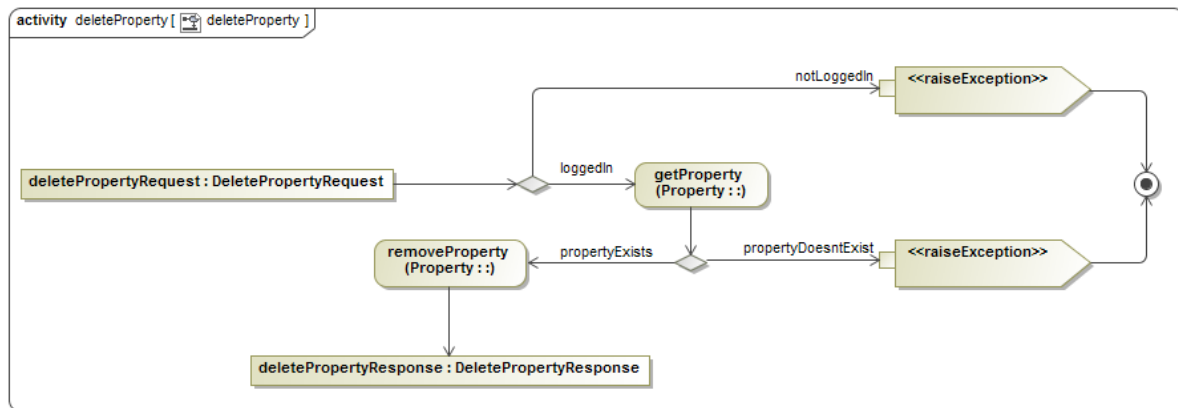 activity deleteProperty [ deleteProperty ]
notLoggedIn
<<raiseException>>
deletePropertyRequest : DeletePropertyRequest
loggedIn
getProperty
(Property : :)
removeProperty
(Property : :)
propertyExists
propertyDoesntExist
<<raiseException>>
deletePropertyResponse : DeletePropertyResponse